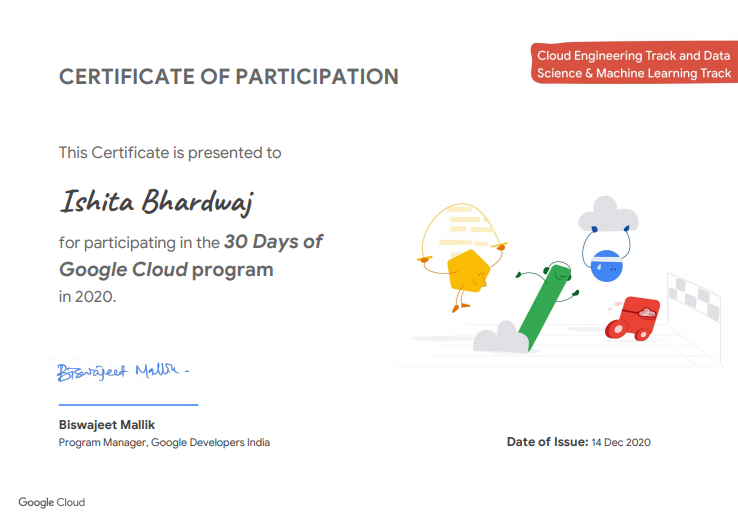 CERTIFICATE OF PARTICIPATION
Cloud Engineering Track and Data
Science & Machine Learning Track
This Certificate is presented to
Ishita Bhardwaj
for participating in the 30 Days of
Google Cloud program
in 2020.
Biswajeet Mallik -
Biswajeet Mallik
Program Manager, Google Developers India
Date of Issue: 14 Dec 2020
Google Cloud